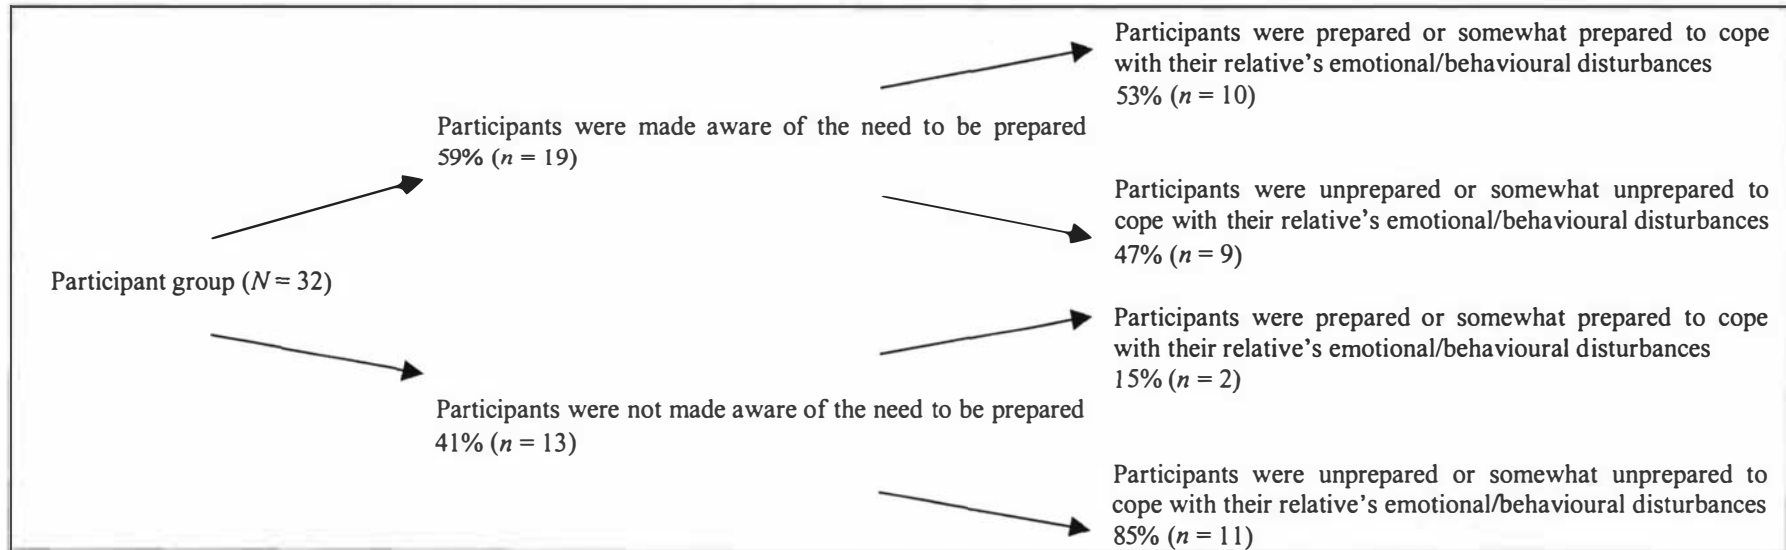 Participant group (N = 32)
Participants were made aware of the need to be prepared
59% (n = 19)
Participants were prepared or somewhat prepared to cope
with their relative's emotional/behavioural disturbances
53% (n = 10)
Participants were unprepared or somewhat unprepared to
cope with their relative's emotional/behavioural disturbances
47% (n = 9)
Participants were not made aware of the need to be prepared
41% (n = 13)
Participants were prepared or somewhat prepared to cope
with their relative's emotional/behavioural disturbances
15% (n = 2)
Participants were unprepared or somewhat unprepared to
cope with their relative's emotional/behavioural disturbances
85% (n = 11)